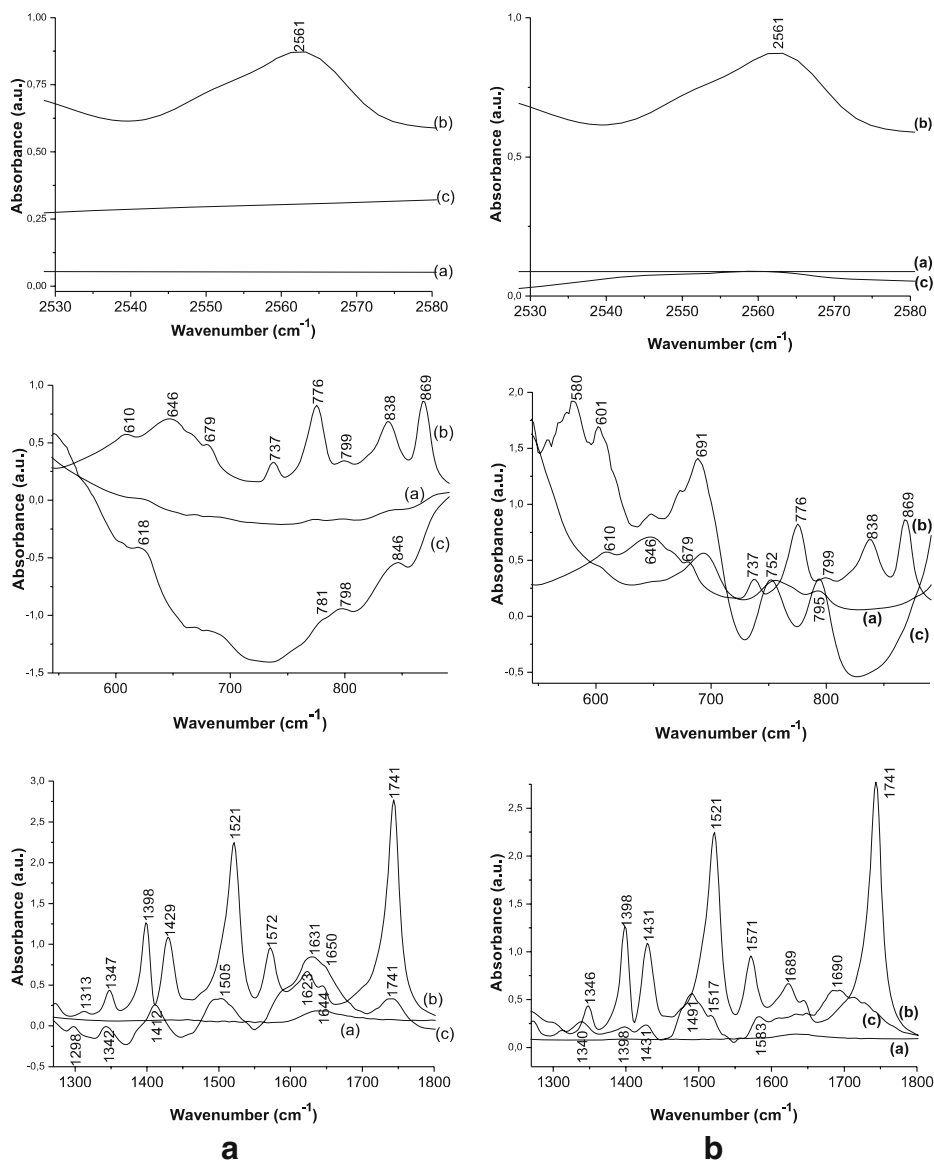 1,00
0,75
0,50
0,25
0,00
Absorbance (a.u.)
2561
(b)
(c)
(a)
2530 2540 2550 2560 2570 2580
Wavenumber (cm-1)
1,0
0,5
0,0
Absorbance (a.u.)
2561
(b)
(a)
(c)
2530 2540 2550 2560 2570 2580
Wavenumber (cm-1)
1,0
0,5
0,0
-0,5
-1,0
-1,5
Absorbance (a.u.)
610 646 679 737 776 799 838 869
(b)
(a)
(c)
618 781 798 846
600 700 800
Wavenumber (cm-1)
2,0
1,5
1,0
0,5
0,0
-0,5
Absorbance (a.u.)
580 601 691 776 838 869
610 646 679 737 752 799
795
(b)
(a)
(c)
600 700 800
Wavenumber (cm-1)
3,0
2,5
2,0
1,5
1,0
0,5
0,0
-0,5
Absorbance (a.u.)
1313 1347 1398 1429 1521 1572 1631 1650 1741
1298 1342 1412 1505 1623 1644 1741
(b)
(a)
(c)
1300 1400 1500 1600 1700 1800
Wavenumber (cm-1)
2,5
2,0
1,5
1,0
0,5
0,0
Absorbance (a.u.)
1346 1398 1431 1521 1571 1689 1690 1741
1340 1398 1431 1491 1517 1583
(b)
(c)
(a)
1300 1400 1500 1600 1700 1800
Wavenumber (cm-1)
a
b